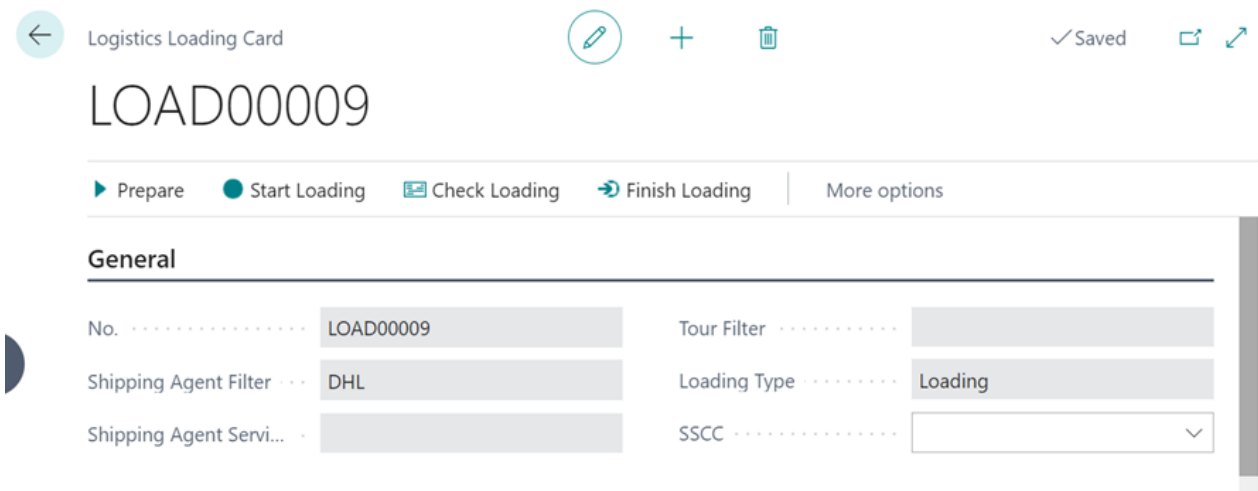 Logistics Loading Card
Saved
LOAD00009
Prepare Start Loading Check Loading Finish Loading More options
General
No. LOAD00009 Tour Filter
Shipping Agent Filter DHL Loading Type Loading
Shipping Agent Servi... SSCC